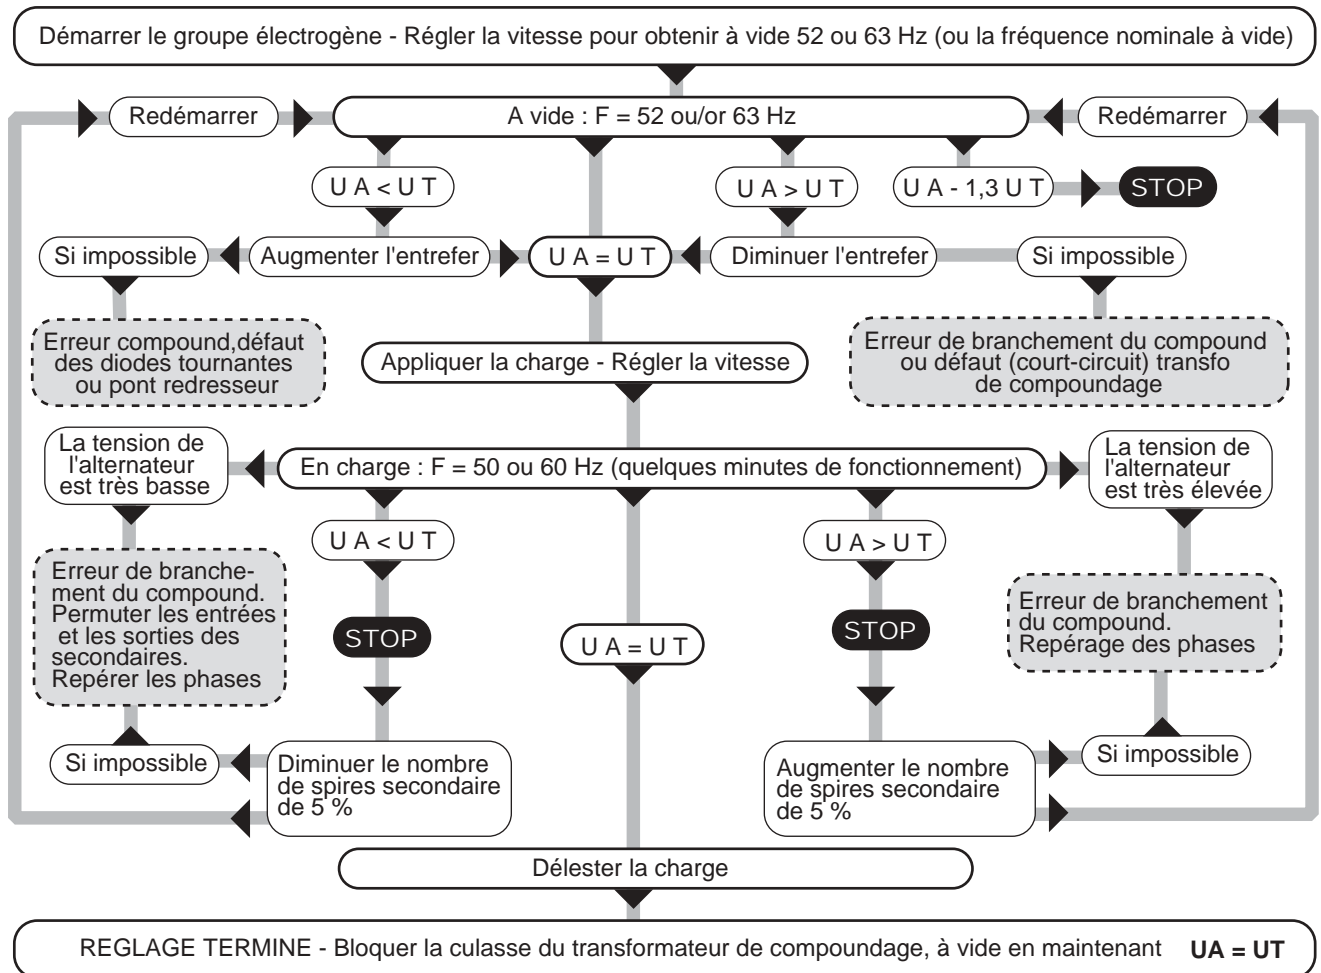 Démarrer le groupe électrogène - Régler la vitesse pour obtenir à vide 52 ou 63 Hz (ou la fréquence nominale à vide)
Redémarrer
A vide : F = 52 ou/or 63 Hz
Redémarrer
U A < U T
U A > U T
U A - 1,3 U T
STOP
Si impossible
Augmenter l'entrefer
U A = U T
Diminuer l'entrefer
Si impossible
Erreur compound,défaut
des diodes tournantes
ou pont redresseur
Appliquer la charge - Régler la vitesse
Erreur de branchement du compound
ou défaut (court-circuit) transfo
de compoundage
La tension de
l'alternateur
est très basse
En charge : F = 50 ou 60 Hz (quelques minutes de fonctionnement)
La tension de
l'alternateur
est très élevée
U A < U T
U A > U T
Erreur de branche-
ment du compound.
Permuter les entrées
et les sorties des
secondaires.
Repérer les phases
STOP
U A = U T
STOP
Erreur de branchement
du compound.
Repérage des phases
Si impossible
Diminuer le nombre
de spires secondaire
de 5 %
Augmenter le nombre
de spires secondaire
de 5 %
Si impossible
Délester la charge
REGLAGE TERMINE - Bloquer la culasse du transformateur de compoundage, à vide en maintenant UA = UT